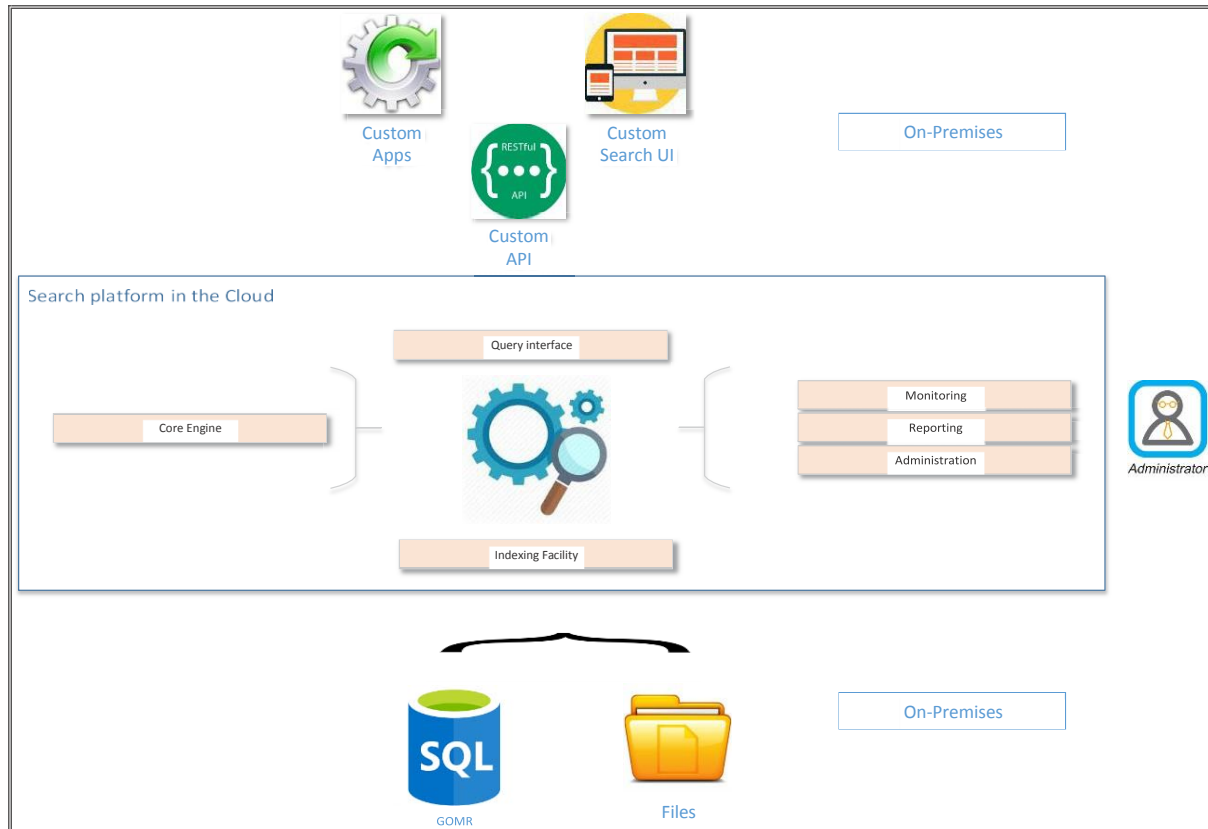 Custom
Apps
Custom
Search UI
On-Premises
RESTful
API
Custom
API
Search platform in the Cloud
Query interface
Core Engine
Monitoring
Reporting
Administration
Administrator
Indexing Facility
SQL
GOMR
Files
On-Premises